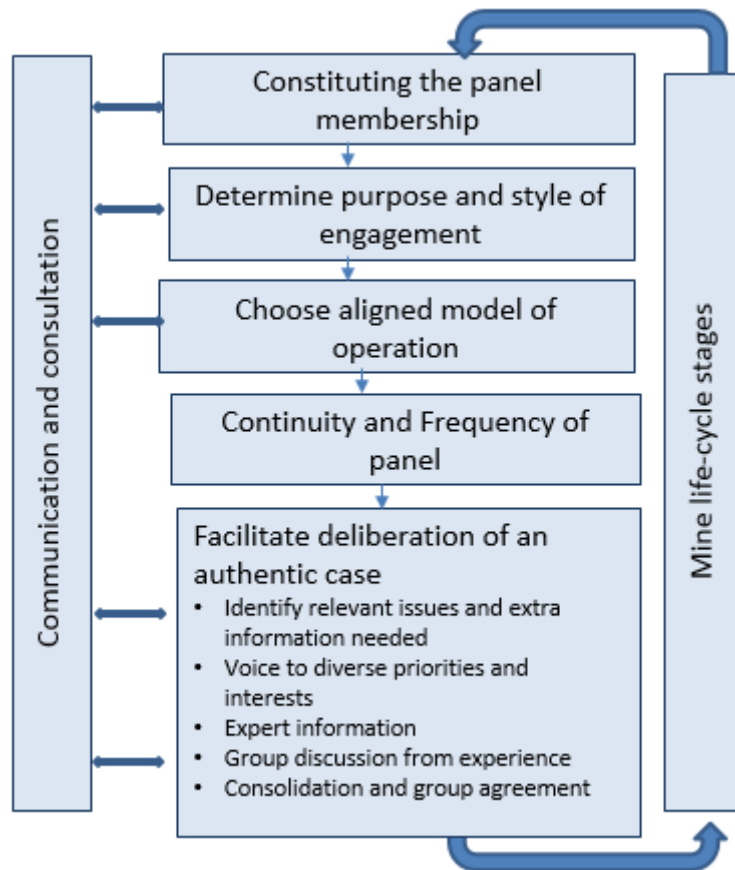 Communication and consultation
Constituting the panel
membership
Determine purpose and style of
engagement
Choose aligned model of
operation
Continuity and Frequency of
panel
Facilitate deliberation of an
authentic case
• Identify relevant issues and extra
information needed
• Voice to diverse priorities and
interests
• Expert information
• Group discussion from experience
• Consolidation and group agreement
Mine life-cycle stages